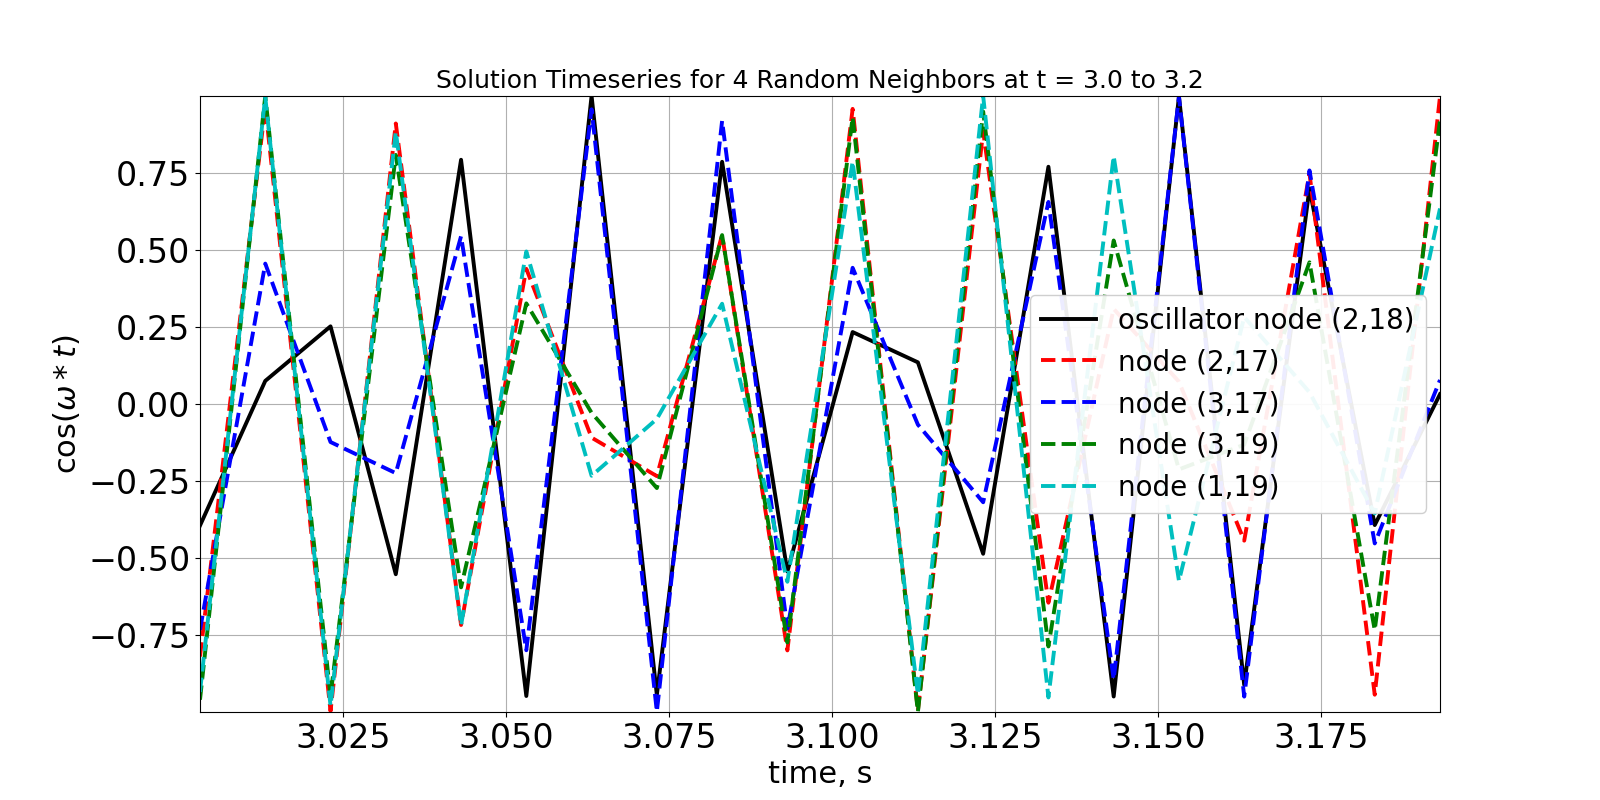 Solution Timeseries for 4 Random Neighbors at t = 3.0 to 3.2
cos(ω * t)
0.75
0.50
0.25
0.00
−0.25
−0.50
−0.75
oscillator node (2,18)
node (2,17)
node (3,17)
node (3,19)
node (1,19)
3.025 3.050 3.075 3.100 3.125 3.150 3.175
time, s